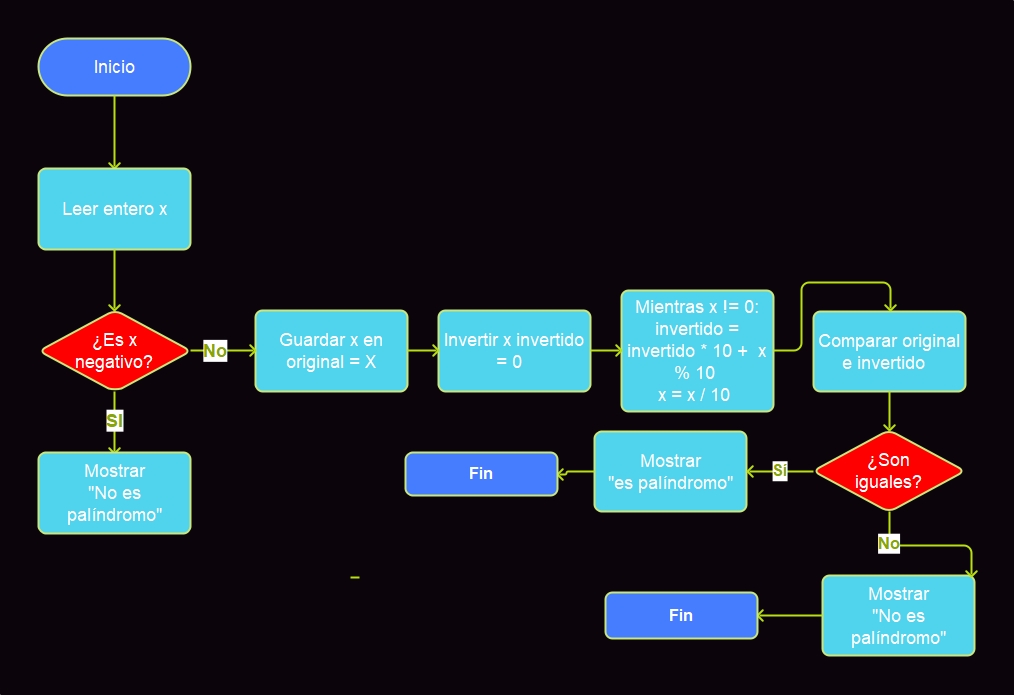 Inicio
Leer entero x
¿Es x
negativo?
No
SI
Mostrar
"No es
palíndromo"
Guardar x en
original = X
Invertir x invertido
= 0
Mientras x != 0:
invertido =
invertido * 10 + x
% 10
x = x / 10
Comparar original
e invertido
¿Son
iguales?
Sí
Mostrar
"es palíndromo"
Fin
No
Mostrar
"No es
palíndromo"
Fin